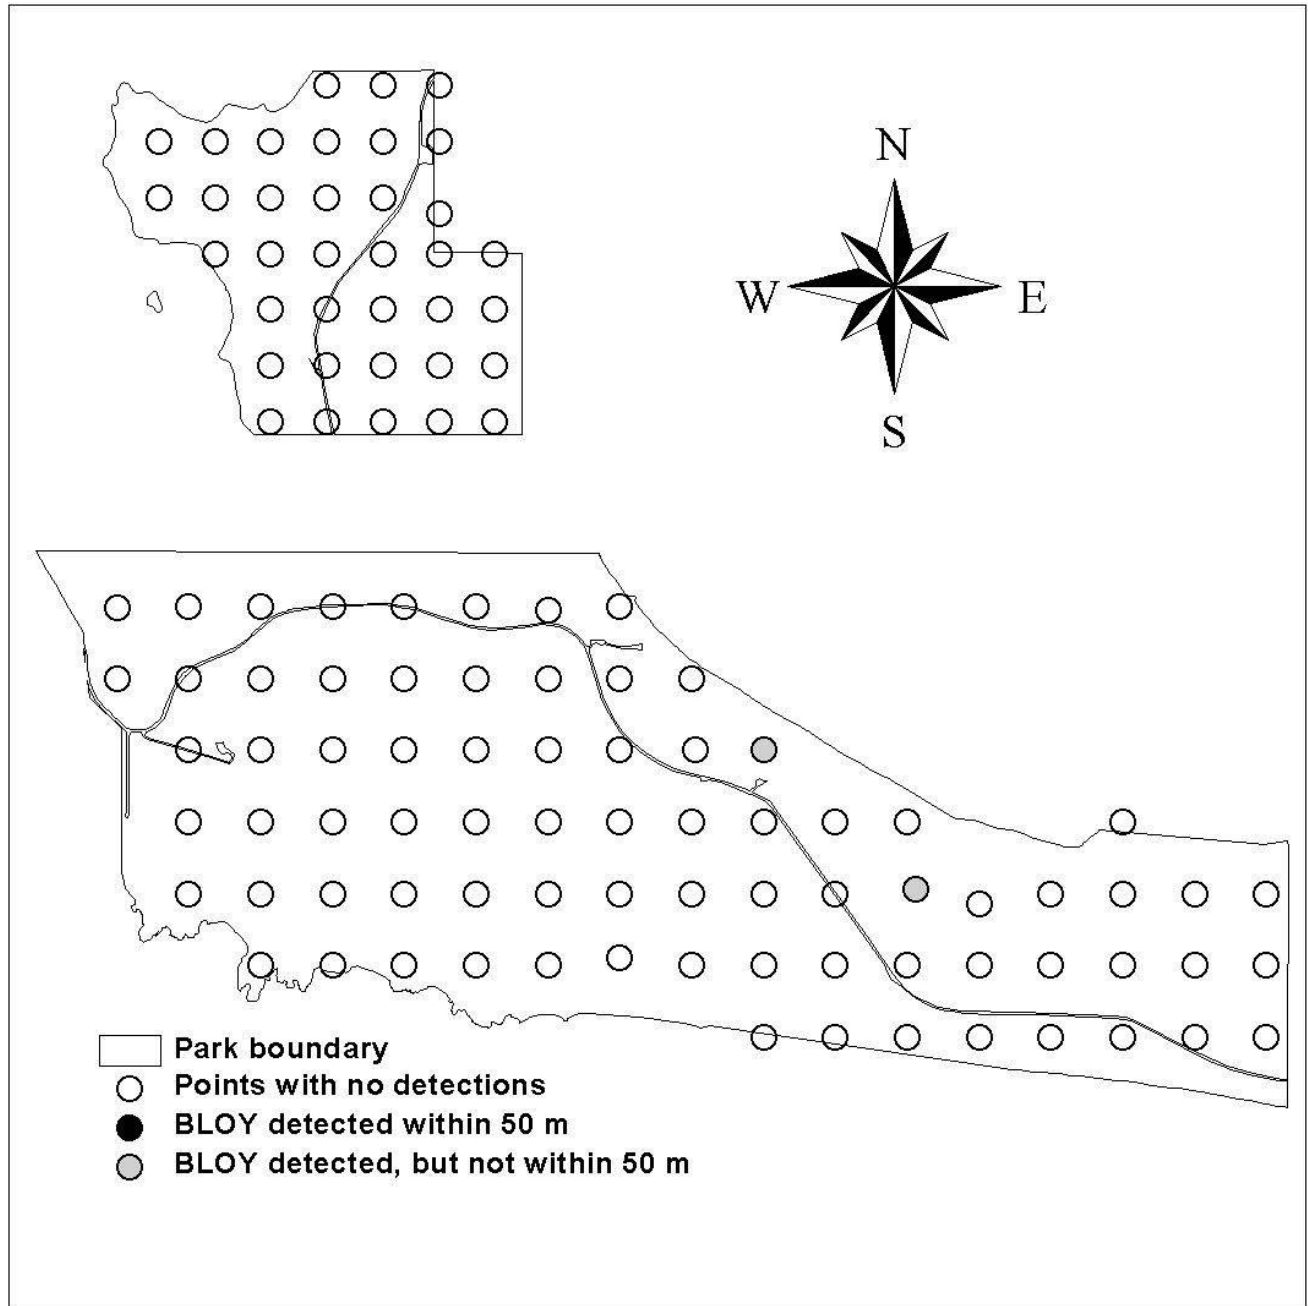 N
W
E
S
Park boundary
Points with no detections
BLOY detected within 50 m
BLOY detected, but not within 50 m